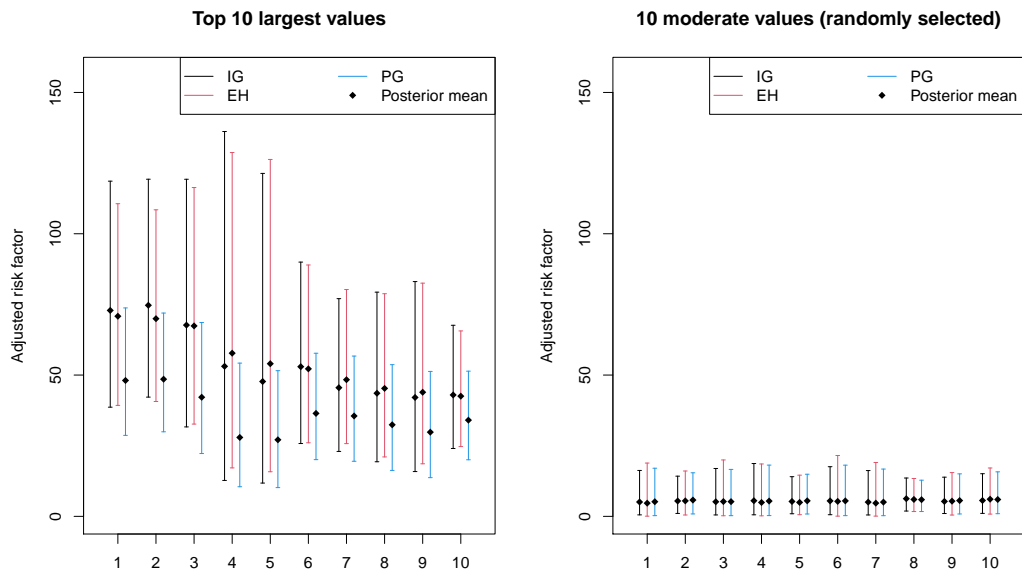 Top 10 largest values
IG PG
EH Posterior mean
Adjusted risk factor
150
100
50
0
1 2 3 4 5 6 7 8 9 10
10 moderate values (randomly selected)
IG PG
EH Posterior mean
Adjusted risk factor
150
100
50
0
1 2 3 4 5 6 7 8 9 10